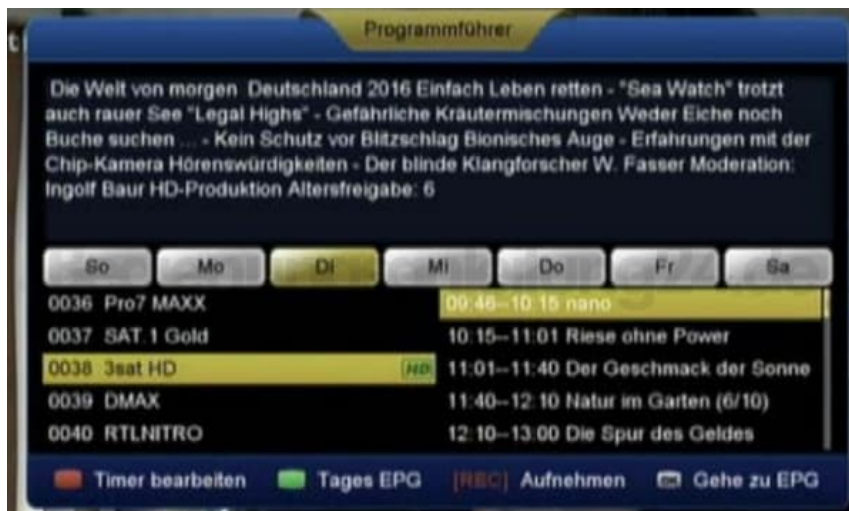 Programmführer
Die Welt von morgen Deutschland 2016 Einfach Leben retten - "Sea Watch" trotzt
auch rauer See "Legal Highs" - Gefährliche Kräutermischungen Weder Eiche noch
Buche suchen ... - Kein Schutz vor Blitzschlag Bionisches Auge - Erfahrungen mit der
Chip-Kamera Hörenswürdigkeiten - Der blinde Klangforscher W. Fasser Moderation:
Ingolf Baur HD-Produktion Altersfreigabe: 6
So Mo Di Mi Do Fr Sa
0036 Pro7 MAXX 09:46--10:15 nano
0037 SAT.1 Gold 10:15--11:01 Riese ohne Power
0038 3sat HD HD 11:01--11:40 Der Geschmack der Sonne
0039 DMAX 11:40--12:10 Natur im Garten (6/10)
0040 RTLNITRO 12:10--13:00 Die Spur des Geldes
Timer bearbeiten Tages EPG [REC] Aufnehmen OK Gehe zu EPG